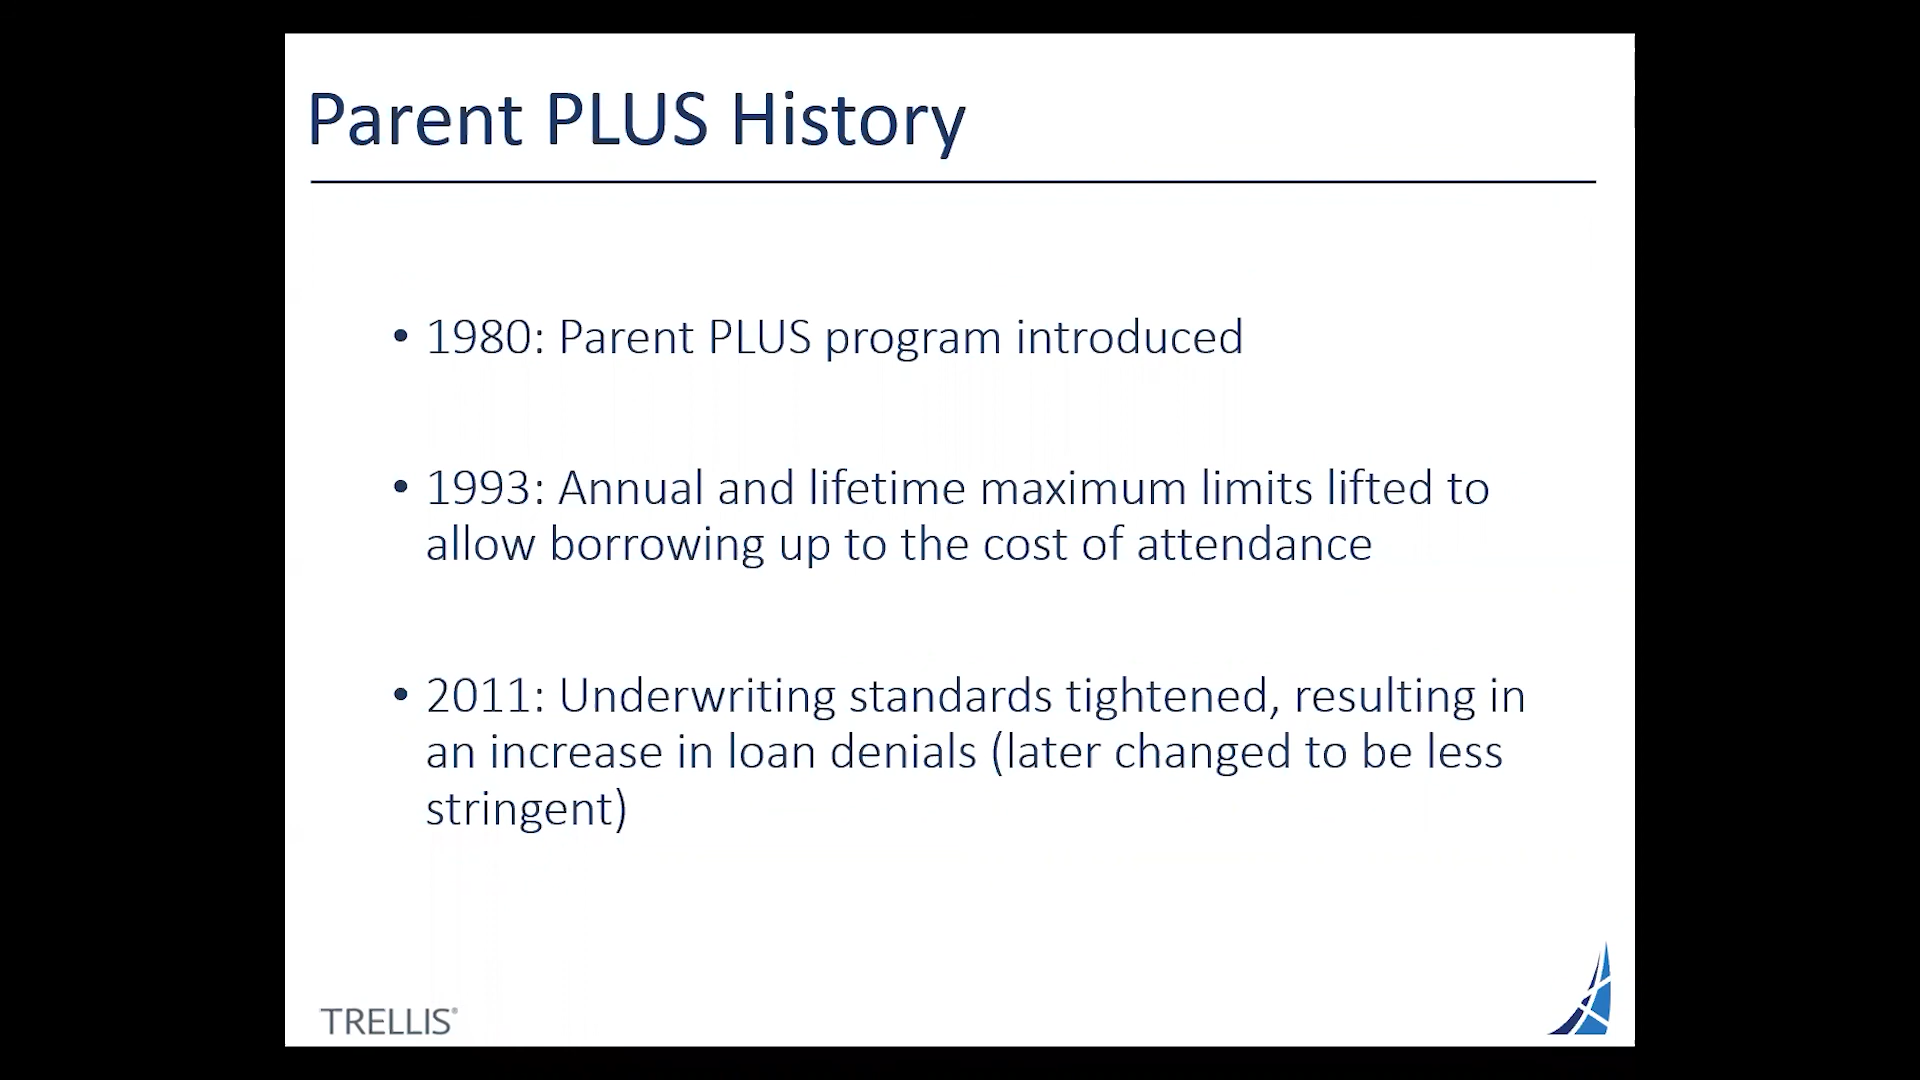 Parent PLUS History
• 1980: Parent PLUS program introduced
• 1993: Annual and lifetime maximum limits lifted to
allow borrowing up to the cost of attendance
• 2011: Underwriting standards tightened, resulting in
an increase in loan denials (later changed to be less
stringent)
TRELLIS®